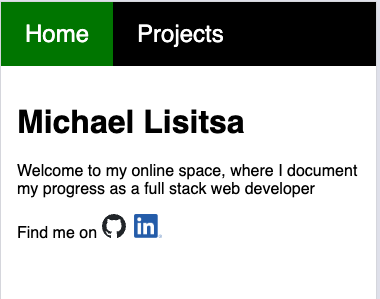 Home Projects
Michael Lisitsa
Welcome to my online space, where I document
my progress as a full stack web developer
Find me on in